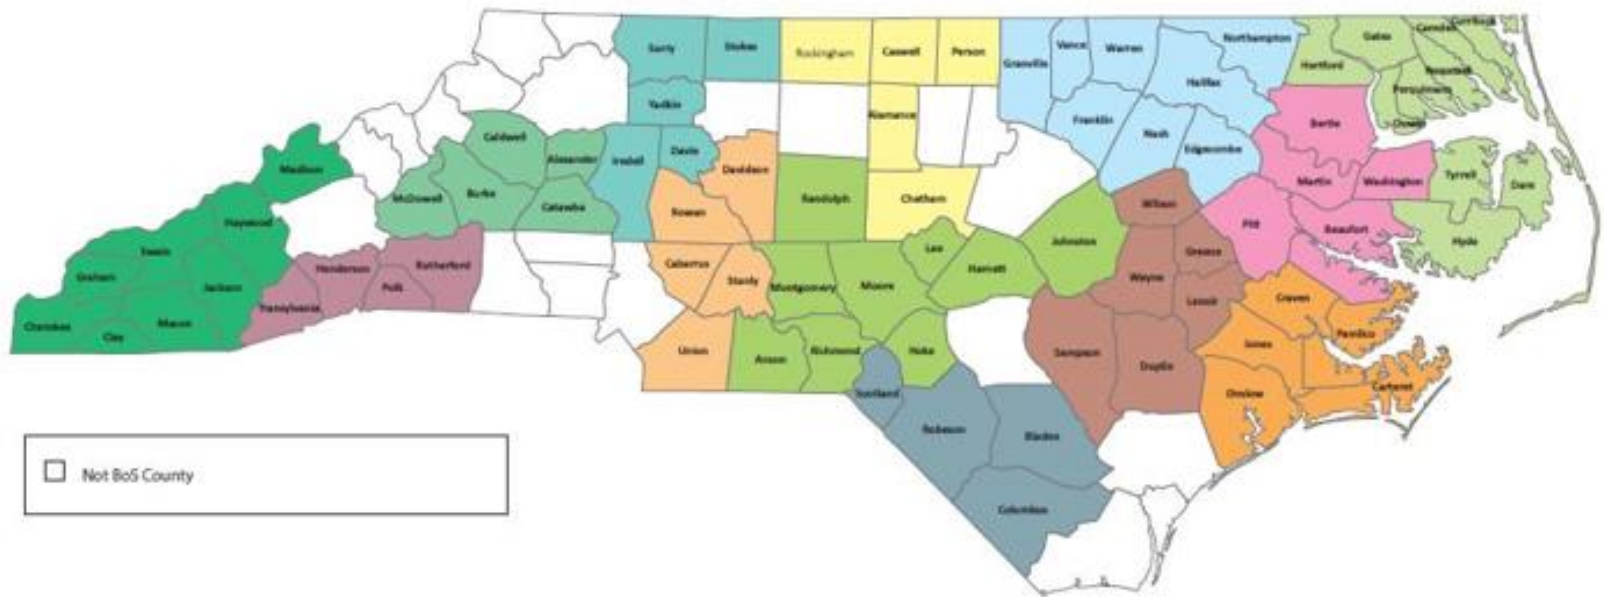 Surry
Stokes
Rockingham
Caswell
Person
Granville
Vance
Warren
Northampton
Hertford
Gates
Camden
Currituck
Halifax
Pasquotank
Perquimans
Chowan
Yadkin
Alamance
Franklin
Nash
Edgecombe
Bertie
Caldwell
Alexander
Iredell
Davie
Davidson
Madison
McDowell
Burke
Catawba
Rowan
Randolph
Chatham
Martin
Washington
Tyrrell
Dare
Haywood
Wilson
Pitt
Beaufort
Hyde
Swain
Graham
Jackson
Henderson
Rutherford
Polk
Transylvania
Cabarrus
Stanly
Montgomery
Moore
Lee
Harnett
Johnston
Wayne
Greene
Lenoir
Craven
Pamlico
Cherokee
Clay
Macon
Union
Anson
Richmond
Hoke
Sampson
Duplin
Jones
Onslow
Carteret
Scotland
Robeson
Bladen
Columbus
Not BoS County